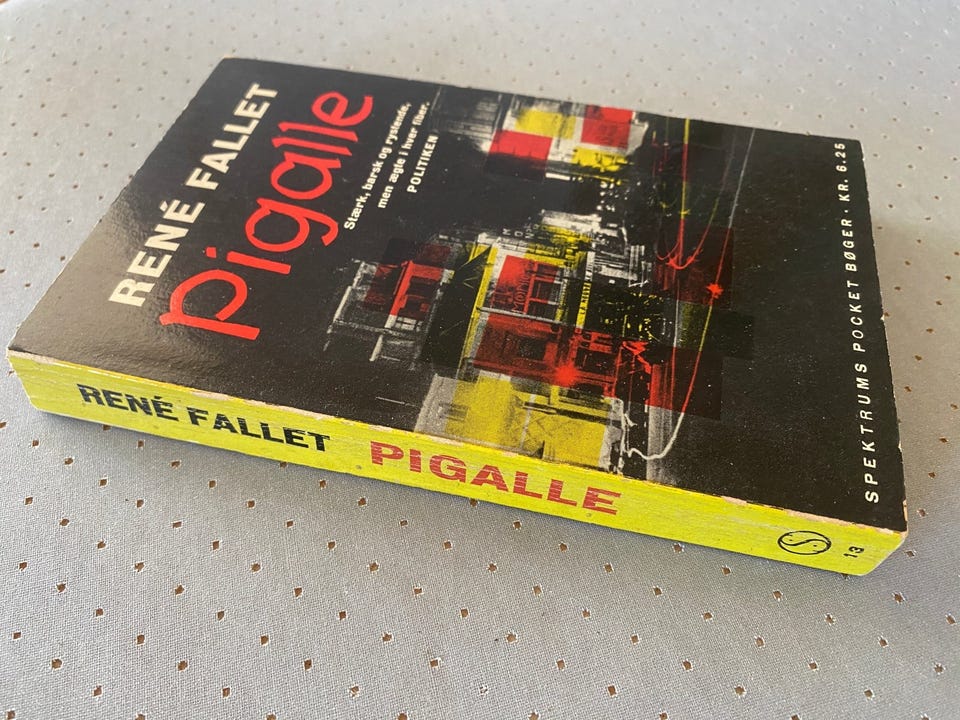 RENÉ FALLET
Pigalle
Stærk, barsk og rystende,
men ægte i hver fiber.
POLITIKEN
SPEKTRUMS POCKET BØGER · KR. 6.25
RENÉ FALLET PIGALLE
S 13